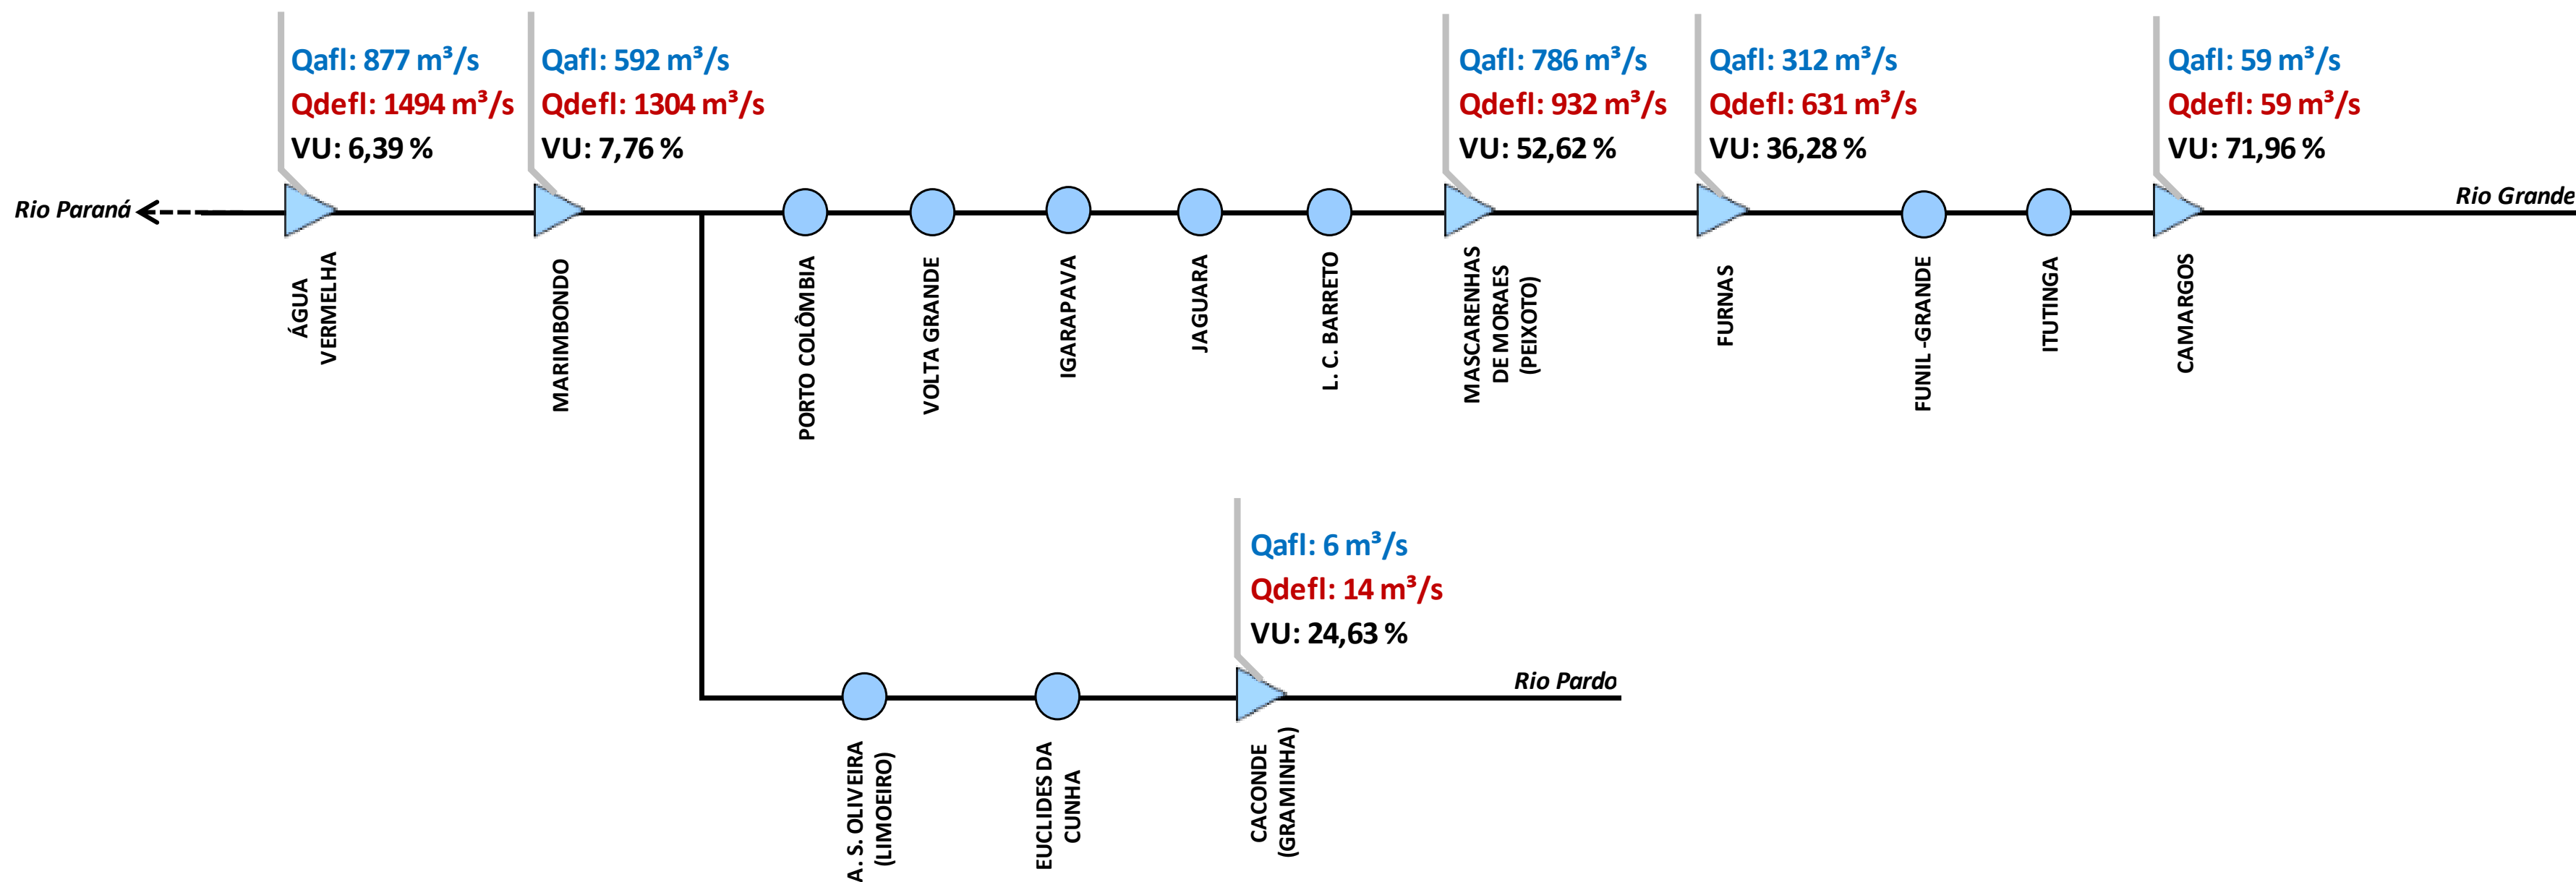 Qafl: 877 m³/s
Qdefl: 1494 m³/s
VU: 6,39 %
Qafl: 592 m³/s
Qdefl: 1304 m³/s
VU: 7,76 %
Qafl: 786 m³/s
Qdefl: 932 m³/s
VU: 52,62 %
Qafl: 312 m³/s
Qdefl: 631 m³/s
VU: 36,28 %
Qafl: 59 m³/s
Qdefl: 59 m³/s
VU: 71,96 %
Rio Paraná
Rio Grande
ÁGUA
VERMELHA
MARIMBONDO
PORTO COLÔMBIA
VOLTA GRANDE
IGARAPAVA
JAGUARA
L. C. BARRETO
MASCARENHAS
DE MORAES
(PEIXOTO)
FURNAS
FUNIL -GRANDE
ITUTINGA
CAMARGOS
Qafl: 6 m³/s
Qdefl: 14 m³/s
VU: 24,63 %
Rio Pardo
A. S. OLIVEIRA
(LIMOEIRO)
EUCLIDES DA
CUNHA
CACONDE
(GRAMINHA)